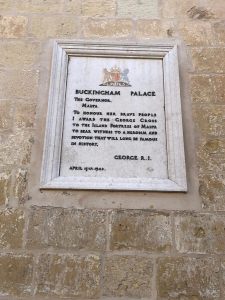 BUCKINGHAM PALACE
THE GOVERNOR,
MALTA.
TO HONOUR HER BRAVE PEOPLE
I AWARD THE GEORGE CROSS
TO THE ISLAND FORTRESS OF MALTA
TO BEAR WITNESS TO A HEROISM AND
DEVOTION THAT WILL LONG BE FAMOUS
IN HISTORY.
GEORGE R.I.
APRIL 15TH 1942.